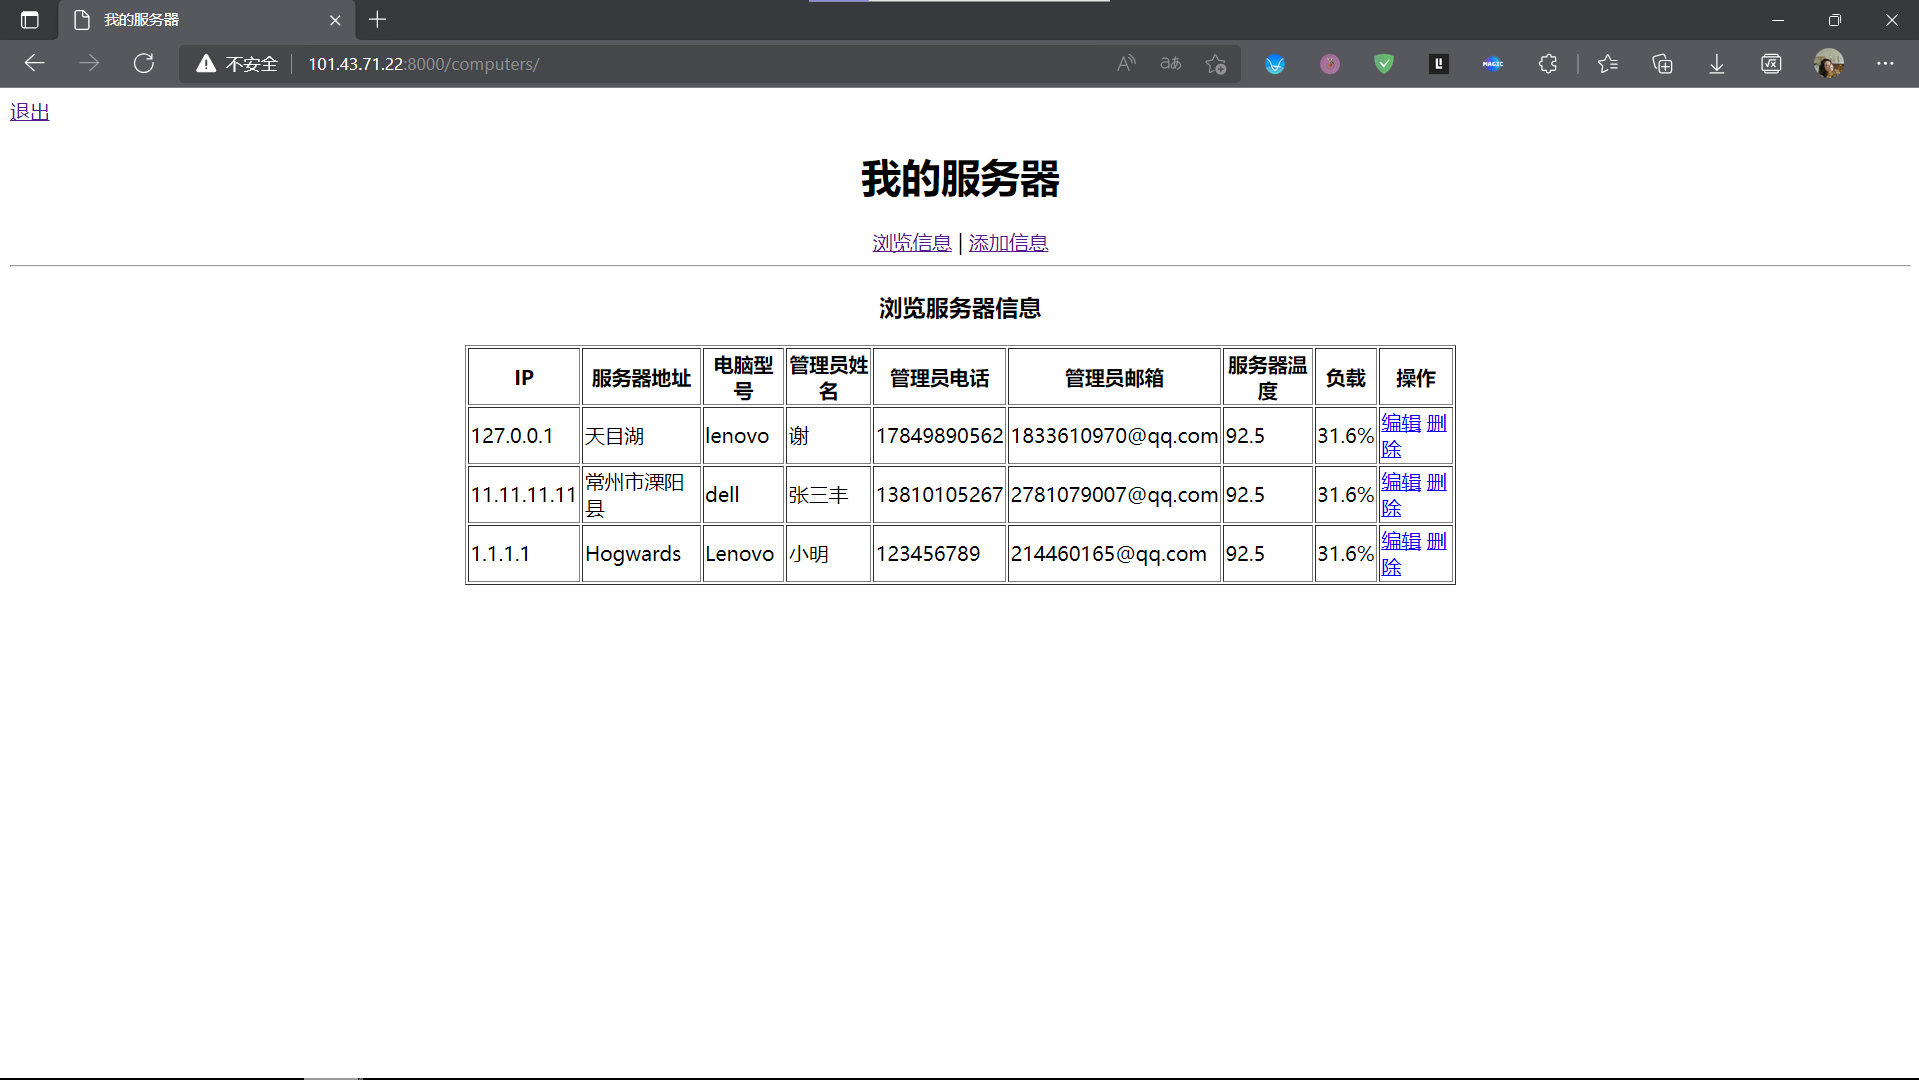 我的服务器
不安全 101.43.71.22:8000/computers/
退出
我的服务器
浏览信息 | 添加信息
浏览服务器信息
IP 服务器地址 电脑型号 管理员姓名 管理员电话 管理员邮箱 服务器温度 负载 操作
127.0.0.1 天目湖 lenovo 谢 17849890562 1833610970@qq.com 92.5 31.6% 编辑 删除
11.11.11.11 常州市溧阳县 dell 张三丰 13810105267 2781079007@qq.com 92.5 31.6% 编辑 删除
1.1.1.1 Hogwards Lenovo 小明 123456789 214460165@qq.com 92.5 31.6% 编辑 删除